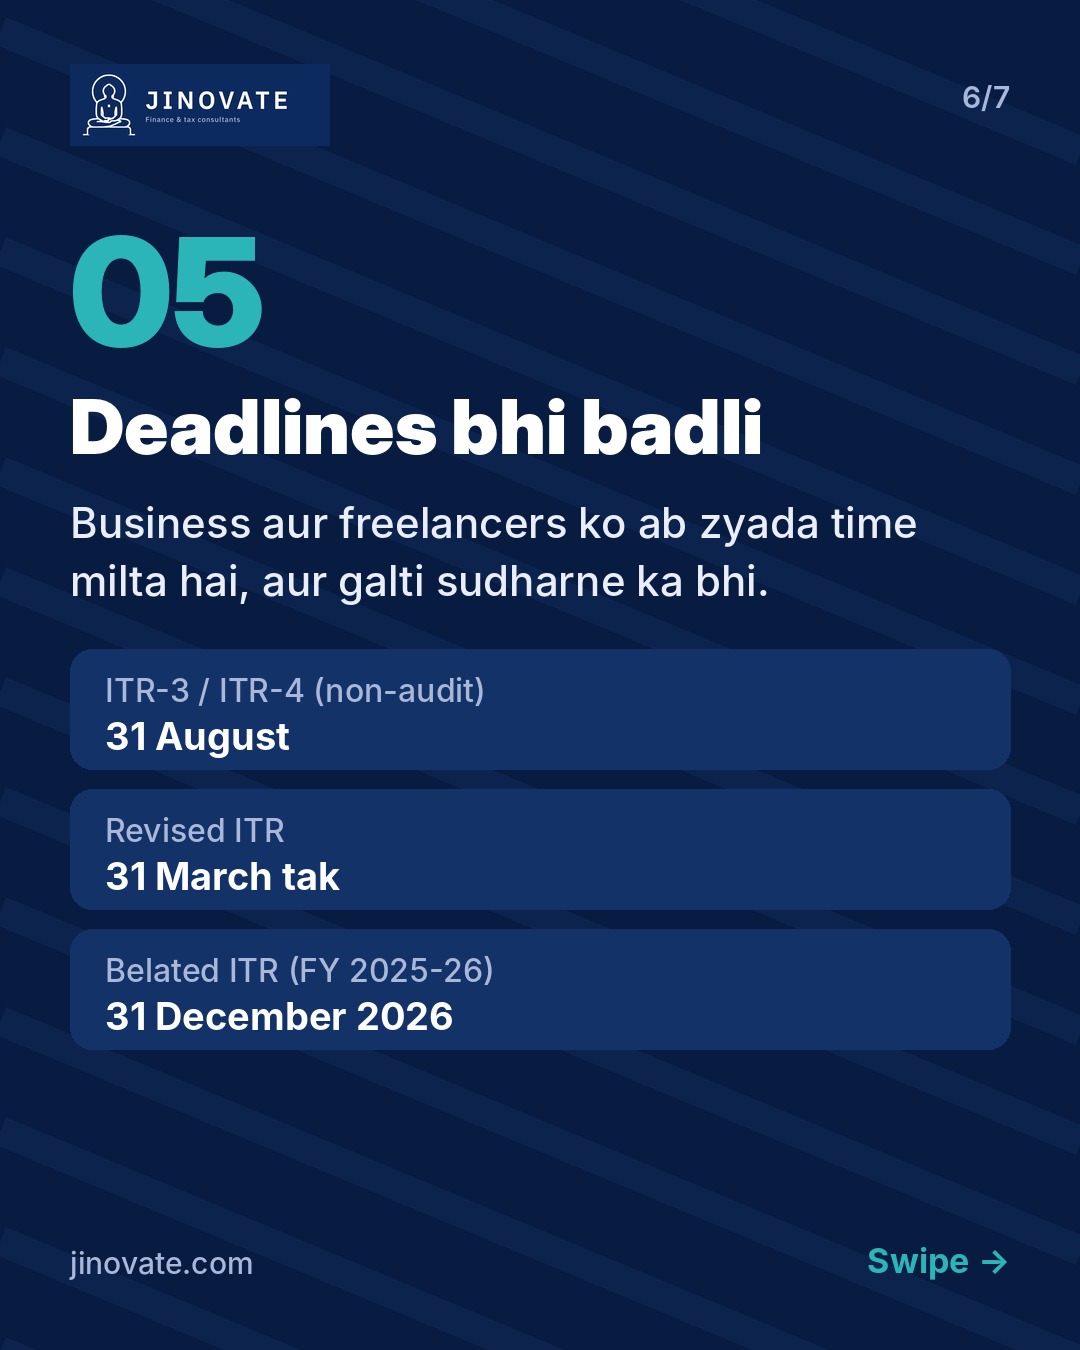 JINOVATE
Finance & tax consultants
6/7
05
Deadlines bhi badli
Business aur freelancers ko ab zyada time
milta hai, aur galti sudharne ka bhi.
ITR-3 / ITR-4 (non-audit)
31 August
Revised ITR
31 March tak
Belated ITR (FY 2025-26)
31 December 2026
jinovate.com
Swipe →